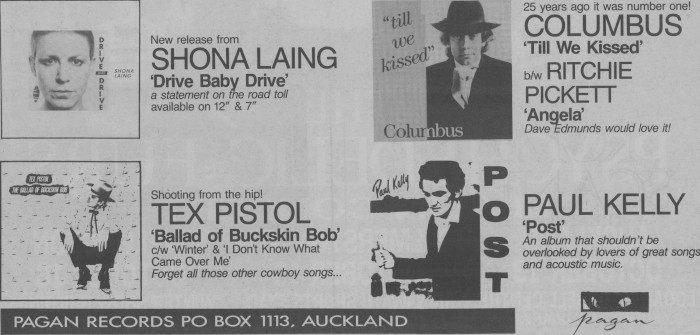 DRIVE
BABY
DRIVE
SHONA
LAING
New release from
SHONA LAING
'Drive Baby Drive'
a statement on the road toll
available on 12" & 7"
"till
we
kissed"
Columbus
25 years ago it was number one!
COLUMBUS
'Till We Kissed'
b/w RITCHIE
PICKETT
'Angela'
Dave Edmunds would love it!
TEX PISTOL
THE BALLAD OF BUCKSKIN BOB
Shooting from the hip!
TEX PISTOL
'Ballad of Buckskin Bob'
c/w 'Winter' & 'I Don't Know What
Came Over Me'
Forget all those other cowboy songs...
Paul Kelly
POST
PAUL KELLY
'Post'
An album that shouldn't be
overlooked by lovers of great songs
and acoustic music.
PAGAN RECORDS PO BOX 1113, AUCKLAND
pagan